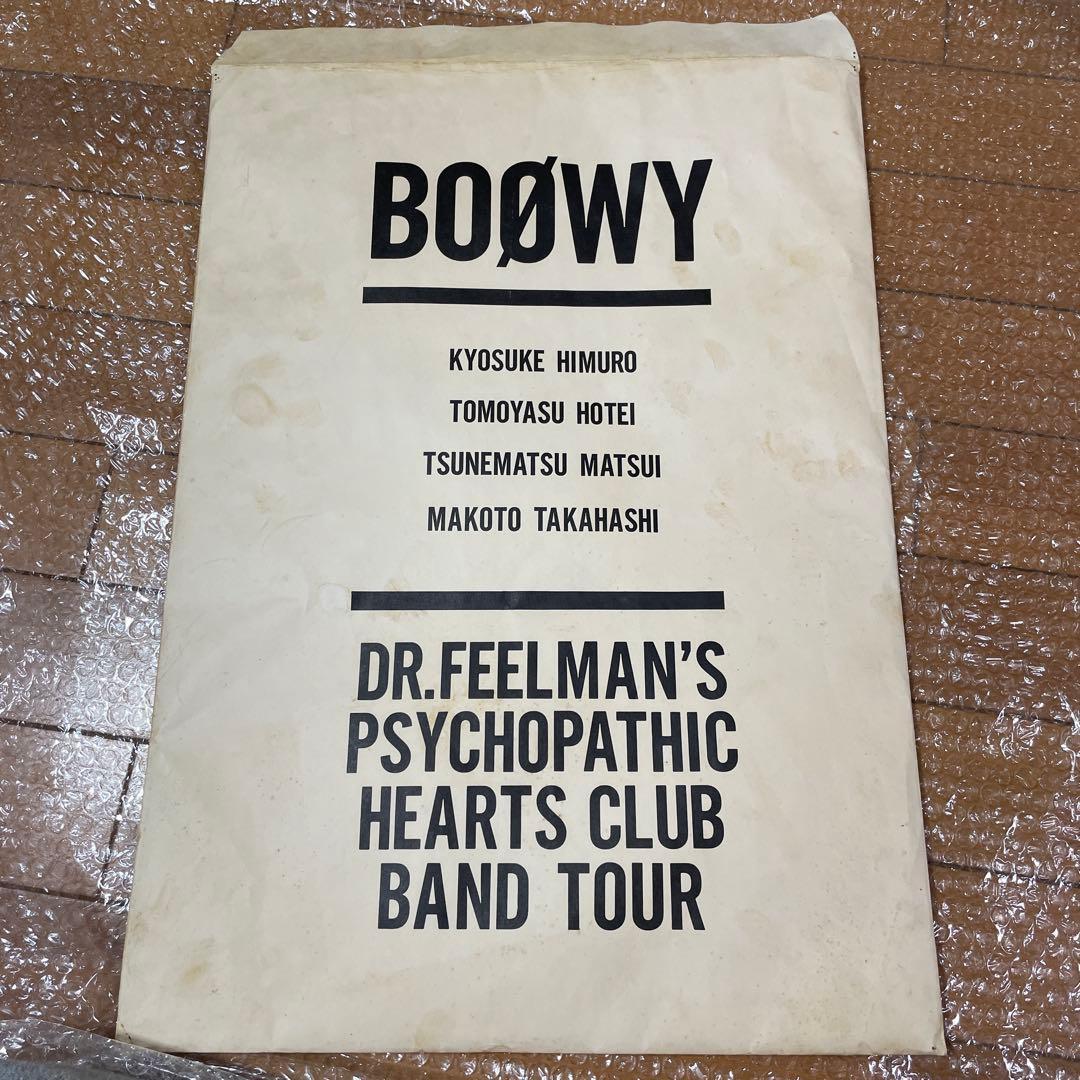 BOØWY
KYOSUKE HIMURO
TOMOYASU HOTEI
TSUNEMATSU MATSUI
MAKOTO TAKAHASHI
DR.FEELMAN'S
PSYCHOPATHIC
HEARTS CLUB
BAND TOUR